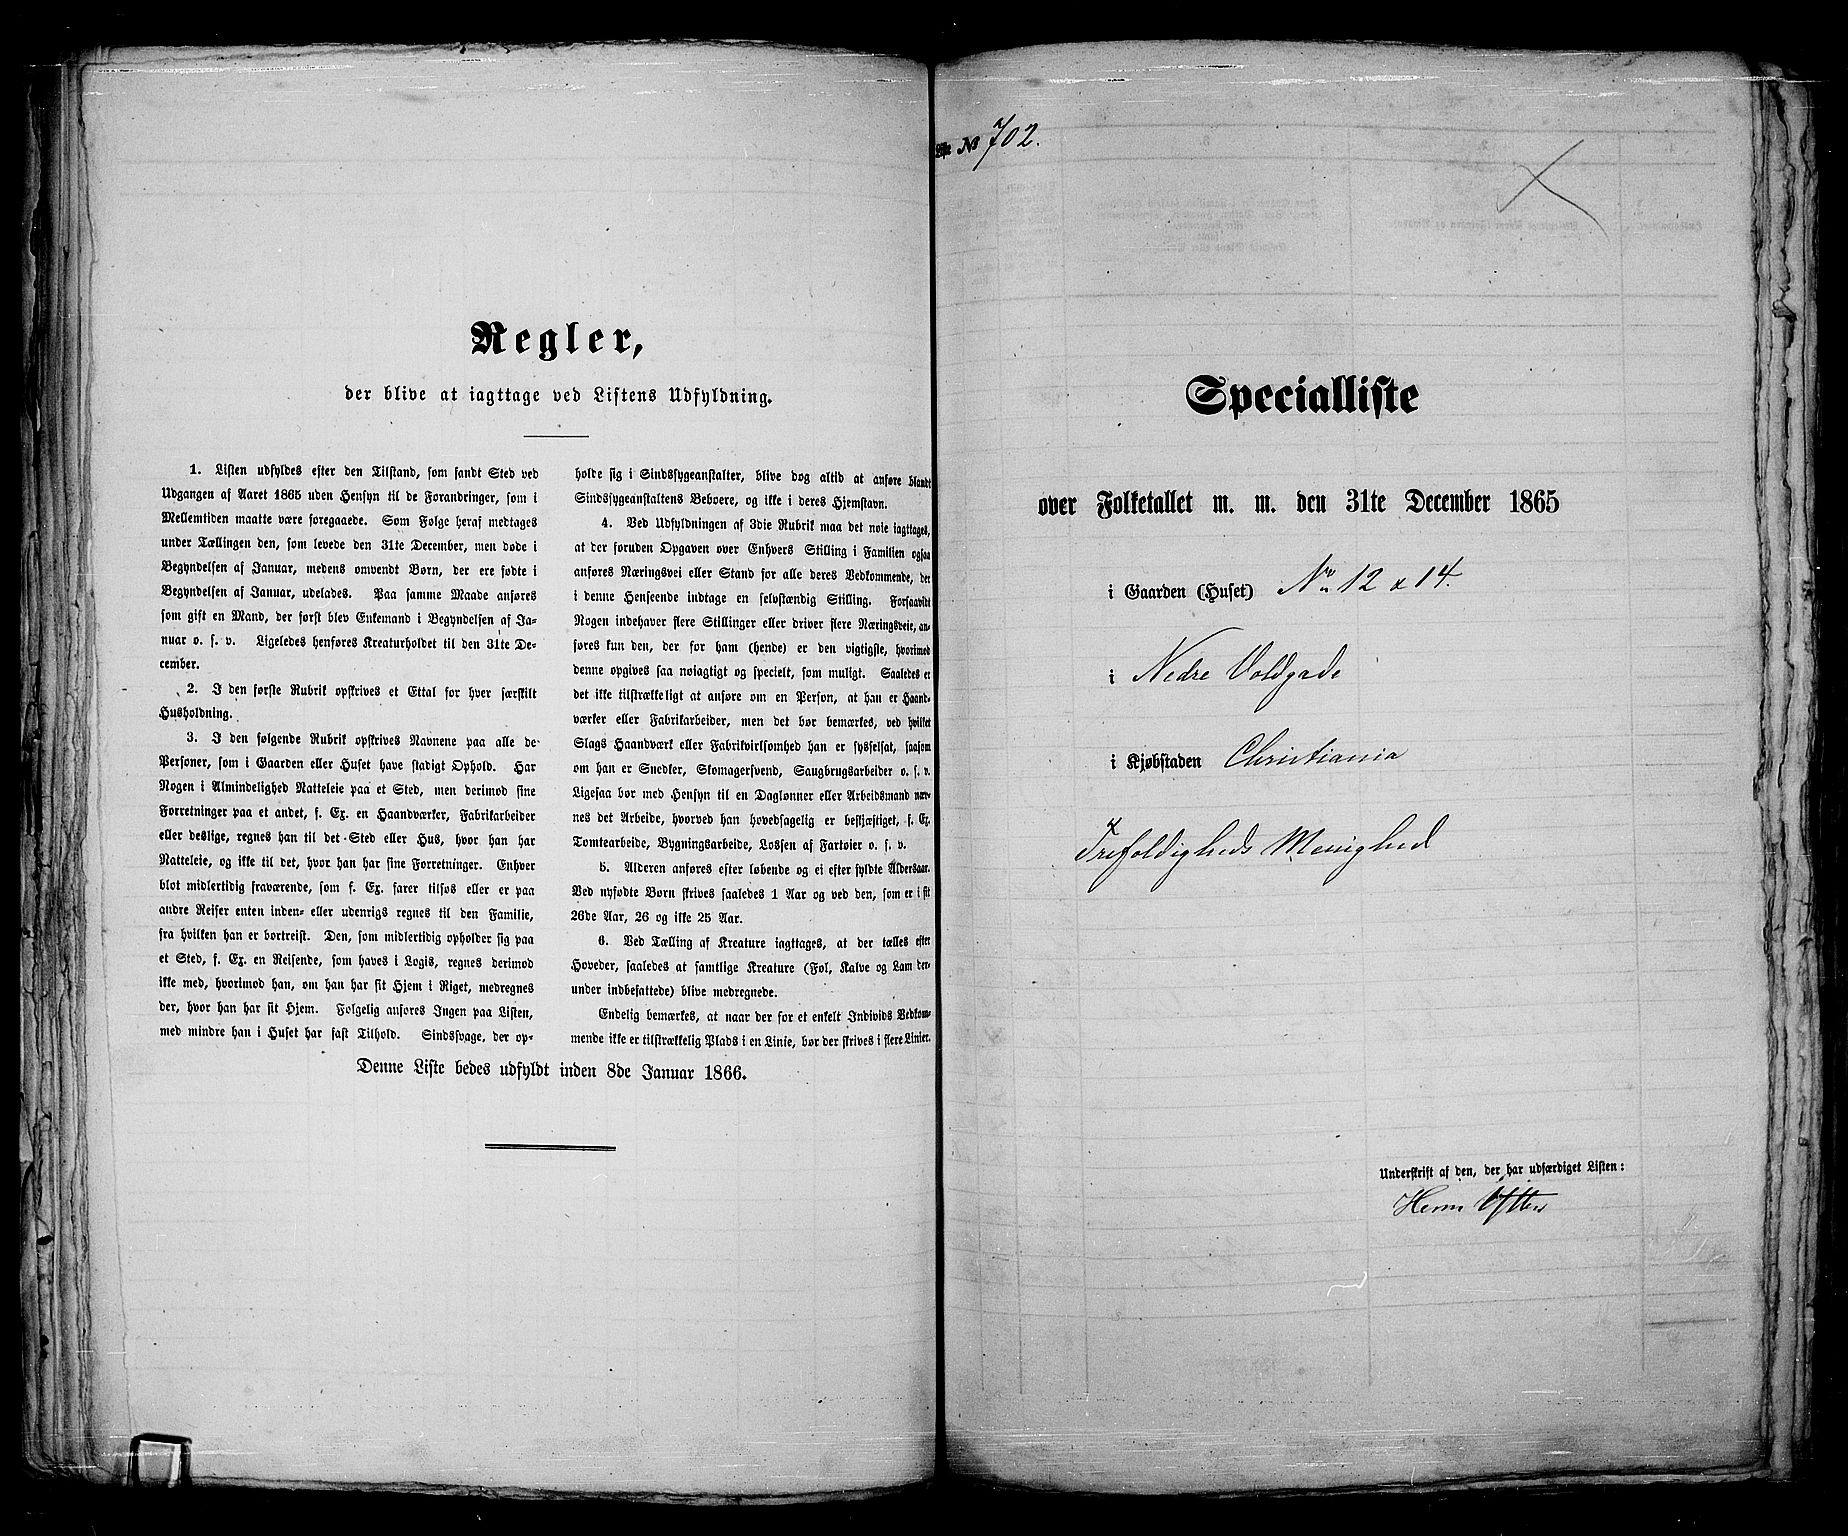 Regler,
der blive at iagttage ved Listens Udfyldning.
1. Listen udfyldes efter den Tilstand, som fandt Sted ved
Udgangen af Aaret 1865 uden Hensyn til de Forandringer, som i
Mellemtiden maatte være foregaaede. Som Følge heraf medtages
under Tællingen den, som levede den 31te December, men døde i
Begyndelsen af Januar, medens omvendt Børn, der ere fødte i
Begyndelsen af Januar, udelades. Paa samme Maade anføres
som gift en Mand, der først blev Enkemand i Begyndelsen af Ja-
nuar o. s. v. Ligeledes henføres Kreaturholdet til den 31te De-
cember.
2. I den første Rubrik opskrives et Ettal for hver særskilt
Husholdning.
3. I den følgende Rubrik opskrives Navnene paa alle de
Personer, som i Gaarden eller Huset have stadigt Ophold. Har
Nogen i Almindelighed Natteleie paa et Sted, men derimod sine
Forretninger paa et andet, f. Ex. en Haandværker, Fabrikarbeider
eller deslige, regnes han til det Sted eller Hus, hvor han har
Natteleie, og ikke til det, hvor han har sine Forretninger. Enhver
blot midlertidig fraværende, som f. Ex. farer tilsøs eller er paa
andre Reiser enten inden- eller udenrigs regnes til den Familie,
fra hvilken han er bortreist. Den, som midlertidig opholder sig paa
et Sted, f. Ex. en Reisende, som haves i Logis, regnes derimod
ikke med, hvorimod han, om han har sit Hjem i Riget, medregnes
der, hvor han har sit Hjem. Følgelig anføres Ingen paa Listen,
med mindre han i Huset har fast Tilhold. Sindssvage, der op-
holde sig i Sindssygeanstalter, blive dog altid at anføre blandt
Sindssygeanstaltens Beboere, og ikke i deres Hjemstavn.
4. Ved Udfyldningen af 3die Rubrik maa det nøie iagttages,
at der foruden Opgaven over Enhvers Stilling i Familien ogsaa
anføres Næringsvei eller Stand for alle deres Vedkommende, der
i denne Henseende indtage en selvstændig Stilling. Forsaavidt
Nogen indehaver flere Stillinger eller driver flere Næringsveie, an-
føres kun den, der for ham (hende) er den vigtigste, hvorimod
denne opgives saa nøiagtigt og specielt, som muligt. Saaledes er
det ikke tilstrækkeligt at anføre om en Person, at han er Haand-
værker eller Fabrikarbeider, men det bør bemærkes, ved hvilket
Slags Haandværk eller Fabrikvirksomhed han er sysselsat, saasom
om han er Snedker, Skomagersvend, Saugbrugsarbeider o. s. v.
Ligesaa bør med Hensyn til en Daglønner eller Arbeidsmand næv-
nes det Arbeide, hvorved han hovedsagelig er beskjæftiget, f. Ex.
Tomtearbeide, Bygningsarbeide, Lossen af Fartøier o. s. v.
5. Alderen anføres efter løbende og ei efter fyldte Aldersaar.
Ved nyfødte Børn skrives saaledes 1 Aar og ved den, som er i sit
26de Aar, 26 og ikke 25 Aar.
6. Ved Tælling af Kreature iagttages, at der tælles efter
Hoveder, saaledes at samtlige Kreature (Føl, Kalve og Lam der-
under indbefattede) blive medregnede.
Endelig bemærkes, at naar der for et enkelt Individs Vedkom-
mende ikke er tilstrækkelig Plads i en Linie, bør der skrives i flere Linier.
Denne Liste bedes udfyldt inden 8de Januar 1866.
Liste No 702.
Specialliste
over Folketallet m. m. den 31te December 1865
i Gaarden (Huset) No 12 & 14.
i Nedre Voldgade
i Kjøbstaden Christiania
Trefoldigheds Menighed
Underskrift af den, der har udfærdiget Listen:
Herm